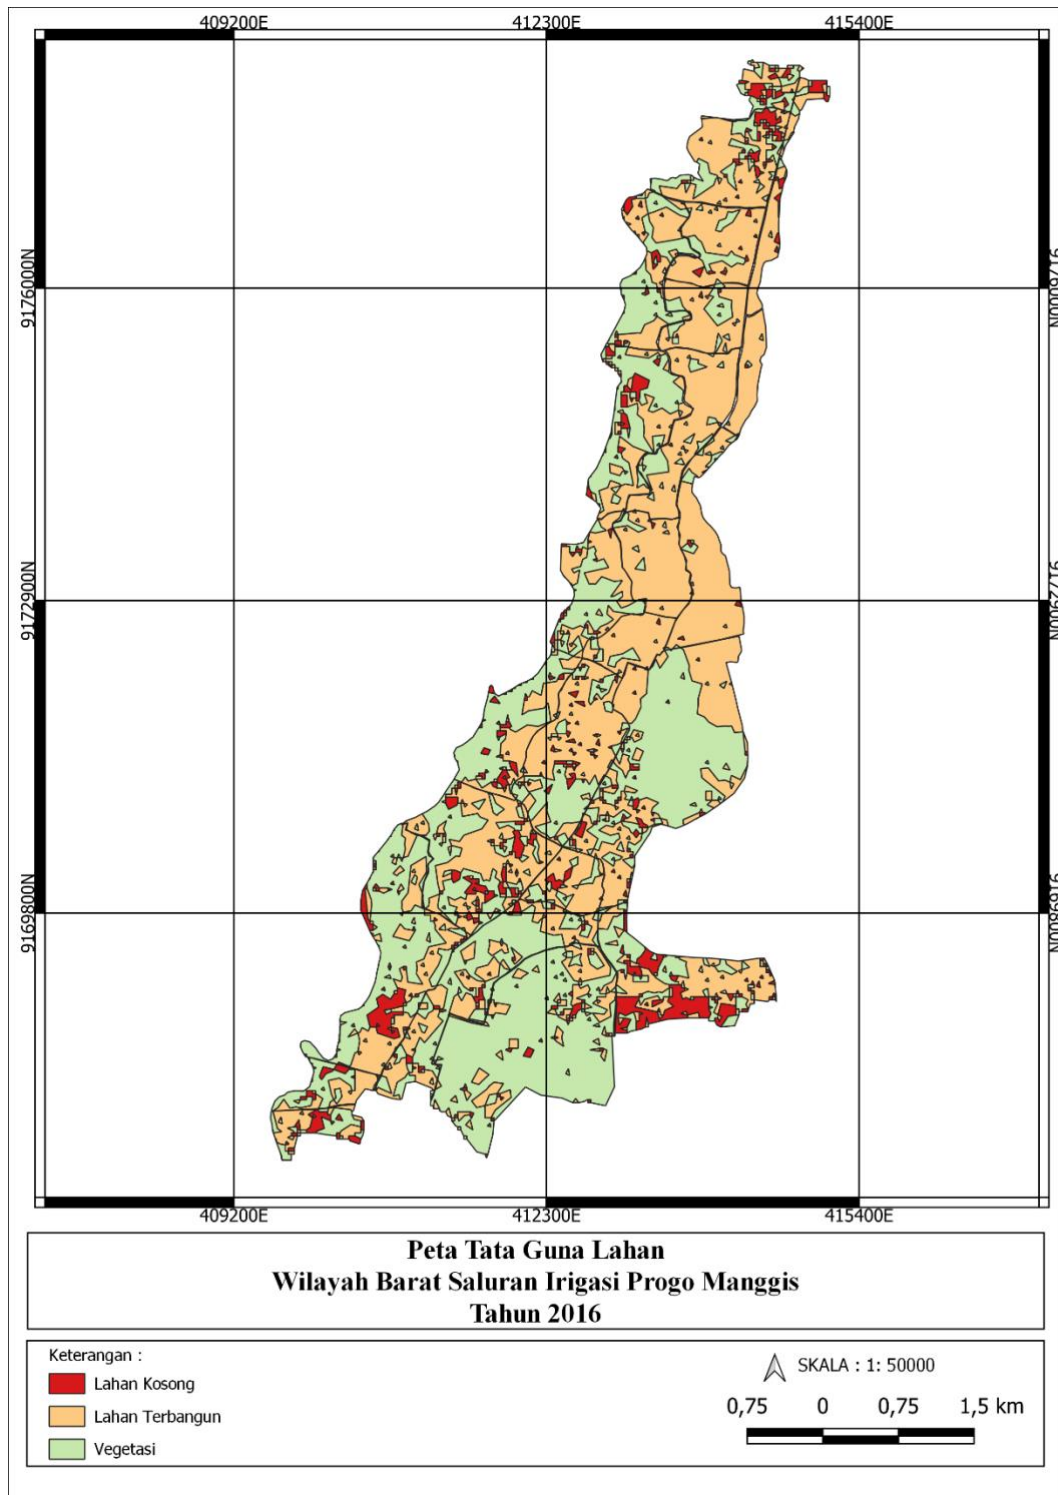 409200E 412300E 415400E
9176000N 9176000N
9172900N 9172900N
9169800N 9169800N
409200E 412300E 415400E
Peta Tata Guna Lahan
Wilayah Barat Saluran Irigasi Progo Manggis
Tahun 2016
Keterangan :
Lahan Kosong
Lahan Terbangun
Vegetasi
SKALA : 1: 50000
0,75 0 0,75 1,5 km